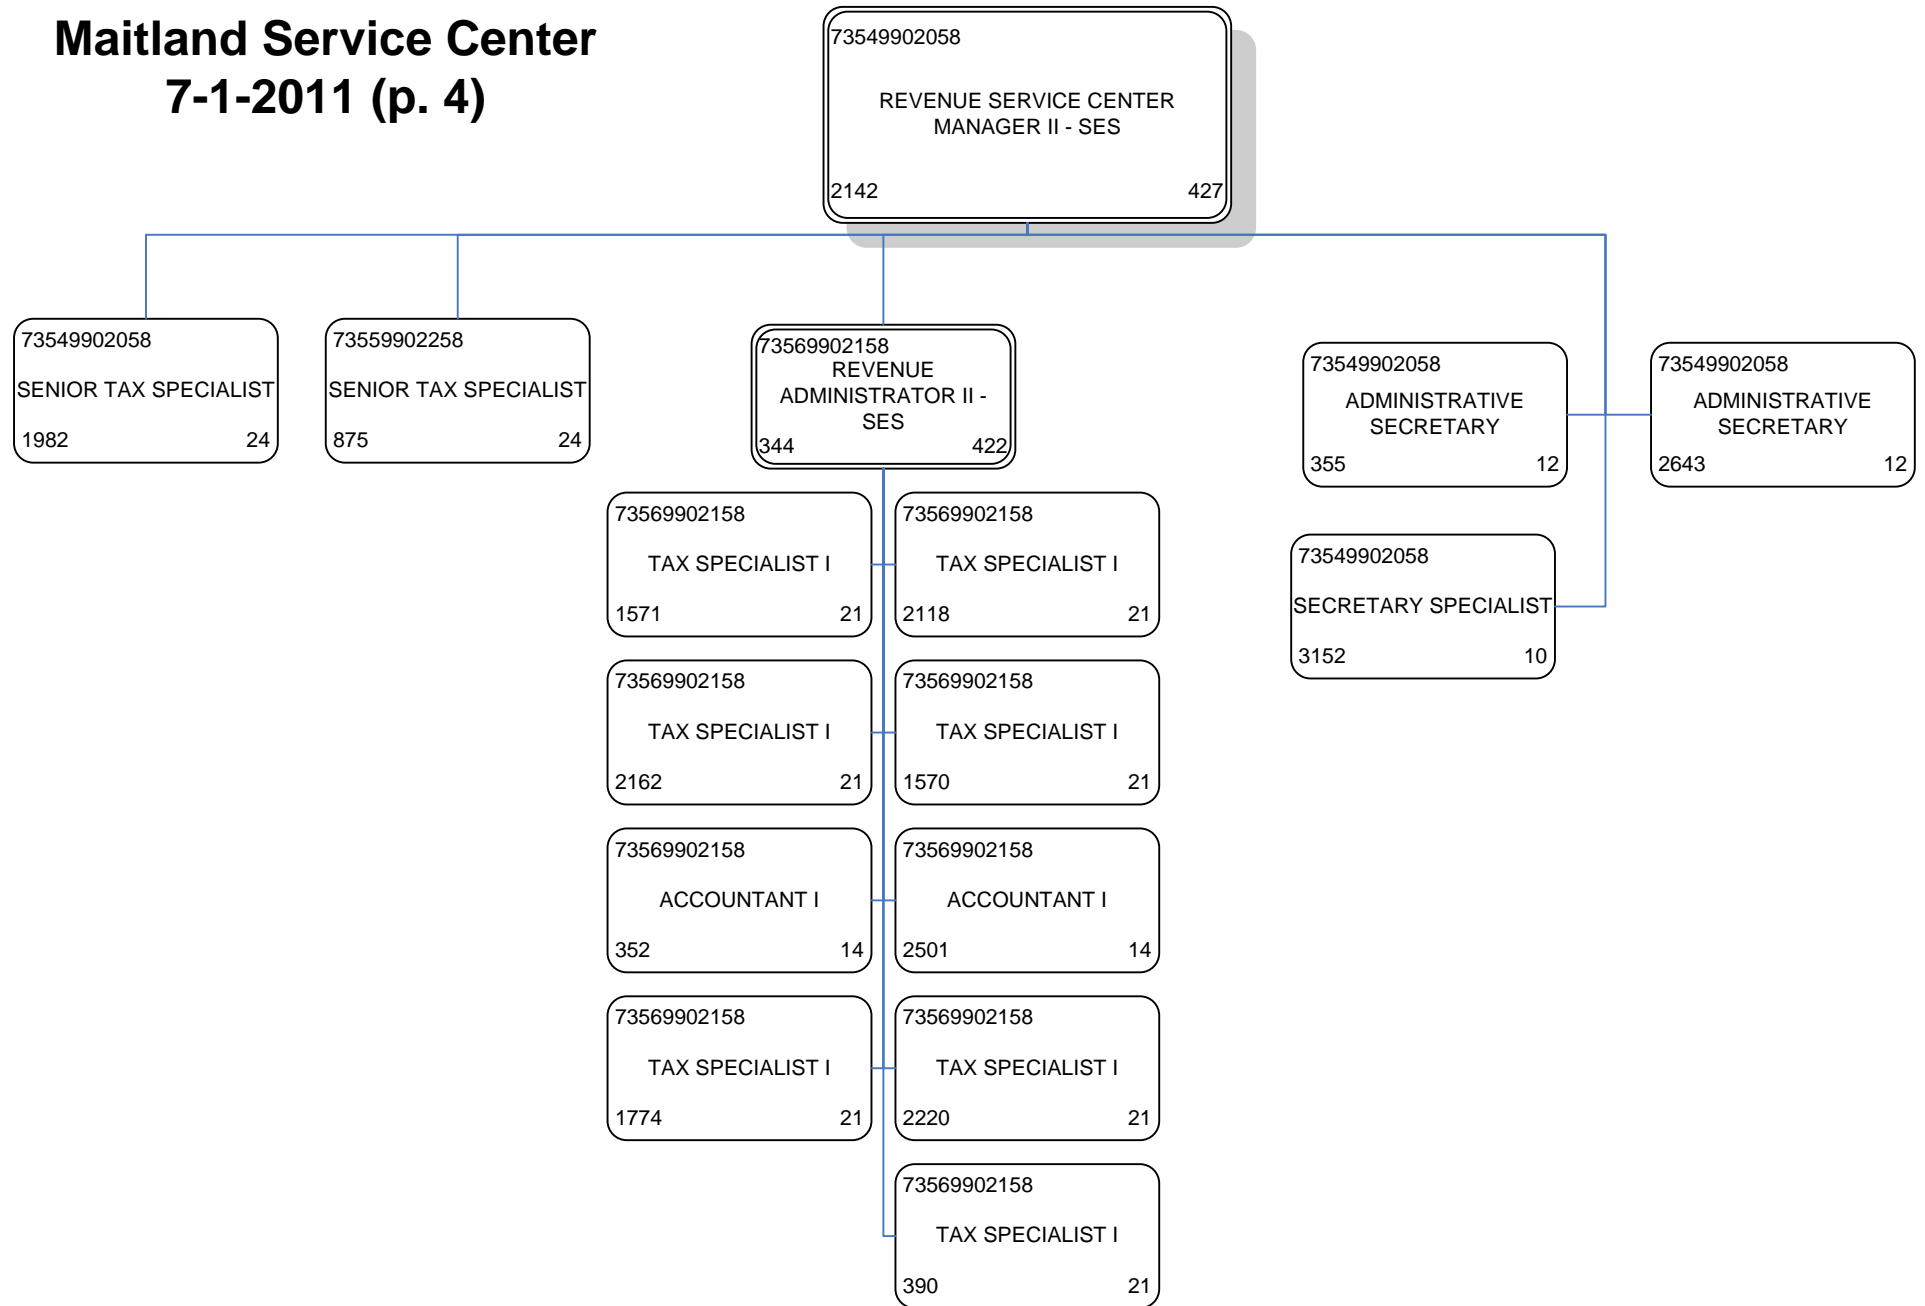 Maitland Service Center
7-1-2011 (p. 4)
73549902058
REVENUE SERVICE CENTER
MANAGER II - SES
2142 427
73549902058
SENIOR TAX SPECIALIST
1982 24
73559902258
SENIOR TAX SPECIALIST
875 24
73569902158
REVENUE
ADMINISTRATOR II -
SES
344 422
73549902058
ADMINISTRATIVE
SECRETARY
355 12
73549902058
ADMINISTRATIVE
SECRETARY
2643 12
73569902158
TAX SPECIALIST I
1571 21
73569902158
TAX SPECIALIST I
2118 21
73549902058
SECRETARY SPECIALIST
3152 10
73569902158
TAX SPECIALIST I
2162 21
73569902158
TAX SPECIALIST I
1570 21
73569902158
ACCOUNTANT I
352 14
73569902158
ACCOUNTANT I
2501 14
73569902158
TAX SPECIALIST I
1774 21
73569902158
TAX SPECIALIST I
2220 21
73569902158
TAX SPECIALIST I
390 21